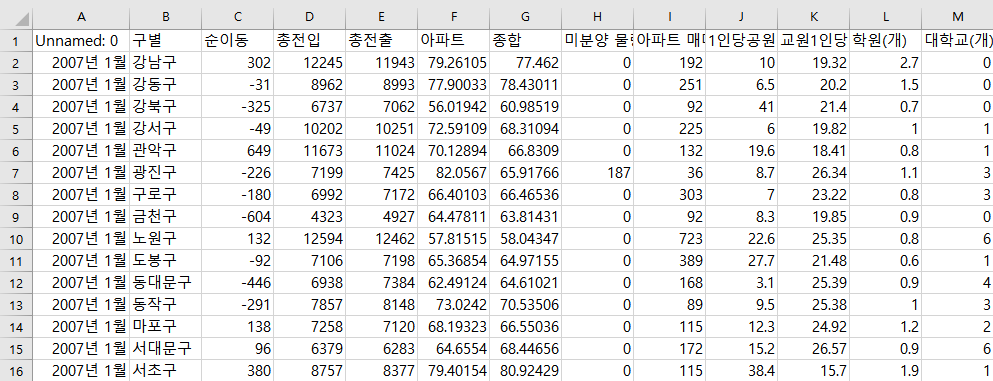 A B C D E F G H I J K L M
1 Unnamed: 0 구별 순이동 총전입 총전출 아파트 종합 미분양 물량 아파트 매 1인당공원 교원1인당 학원(개) 대학교(개)
2 2007년 1월 강남구 302 12245 11943 79.26105 77.462 0 192 10 19.32 2.7 0
3 2007년 1월 강동구 -31 8962 8993 77.90033 78.43011 0 251 6.5 20.2 1.5 0
4 2007년 1월 강북구 -325 6737 7062 56.01942 60.98519 0 92 41 21.4 0.7 0
5 2007년 1월 강서구 -49 10202 10251 72.59109 68.31094 0 225 6 19.82 1 1
6 2007년 1월 관악구 649 11673 11024 70.12894 66.8309 0 132 19.6 18.41 0.8 1
7 2007년 1월 광진구 -226 7199 7425 82.0567 65.91766 187 36 8.7 26.34 1.1 3
8 2007년 1월 구로구 -180 6992 7172 66.40103 66.46536 0 303 7 23.22 0.8 3
9 2007년 1월 금천구 -604 4323 4927 64.47811 63.81431 0 92 8.3 19.85 0.9 0
10 2007년 1월 노원구 132 12594 12462 57.81515 58.04347 0 723 22.6 25.35 0.8 6
11 2007년 1월 도봉구 -92 7106 7198 65.36854 64.97155 0 389 27.7 21.48 0.6 1
12 2007년 1월 동대문구 -446 6938 7384 62.49124 64.61021 0 168 3.1 25.39 0.9 4
13 2007년 1월 동작구 -291 7857 8148 73.0242 70.53506 0 89 9.5 25.38 1 3
14 2007년 1월 마포구 138 7258 7120 68.19323 66.55036 0 115 12.3 24.92 1.2 2
15 2007년 1월 서대문구 96 6379 6283 64.6554 68.44656 0 172 15.2 26.57 0.9 6
16 2007년 1월 서초구 380 8757 8377 79.40154 80.92429 0 115 38.4 15.7 1.9 1